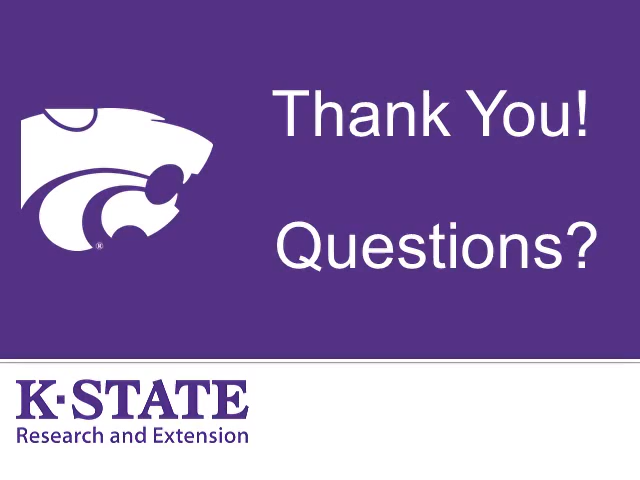 Thank You!
Questions?
®
K·STATE
Research and Extension